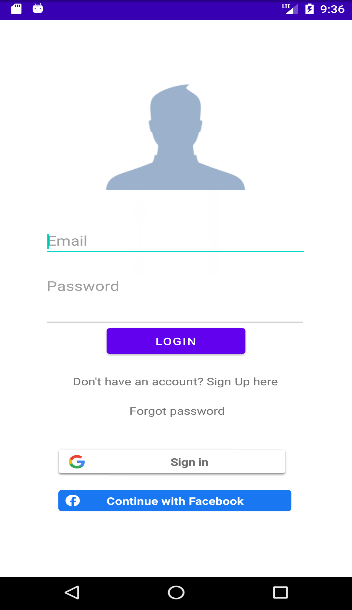 LTE 9:36
Email
Password
LOGIN
Don't have an account? Sign Up here
Forgot password
G Sign in
f Continue with Facebook